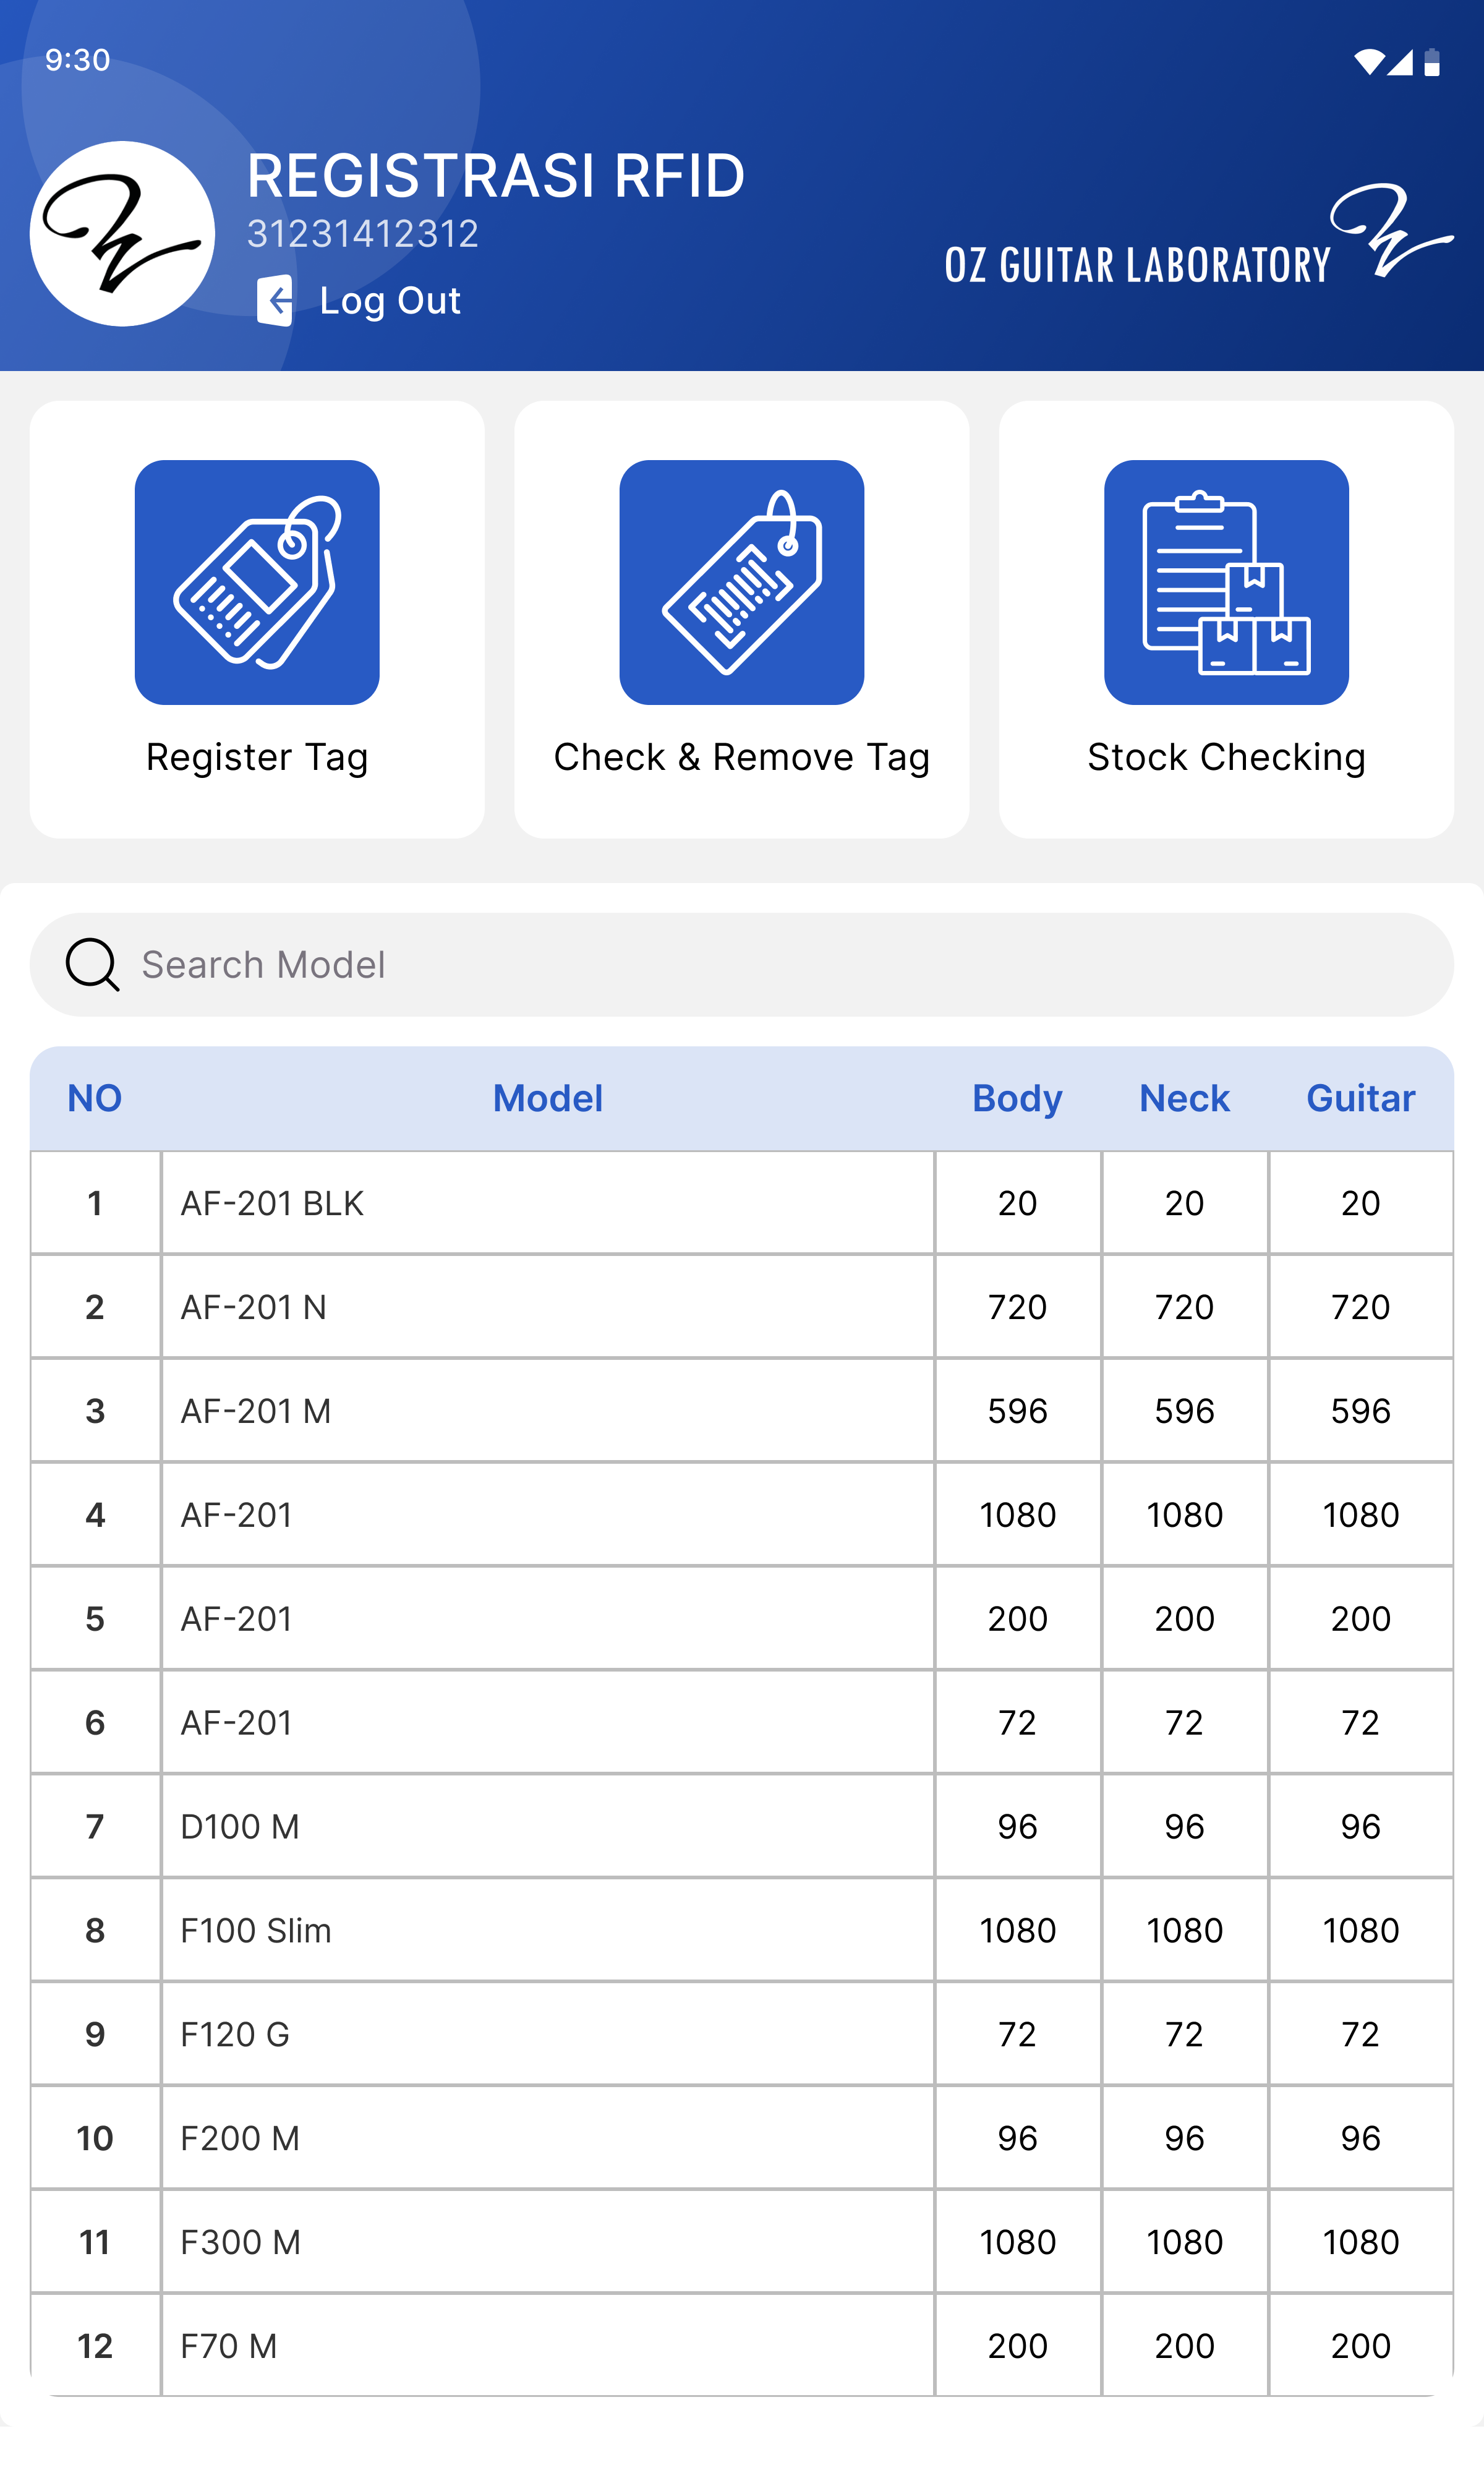 9:30
REGISTRASI RFID
31231412312
Log Out
OZ GUITAR LABORATORY
Register Tag
Check & Remove Tag
Stock Checking
Search Model
NO Model Body Neck Guitar
1 AF-201 BLK 20 20 20
2 AF-201 N 720 720 720
3 AF-201 M 596 596 596
4 AF-201 1080 1080 1080
5 AF-201 200 200 200
6 AF-201 72 72 72
7 D100 M 96 96 96
8 F100 Slim 1080 1080 1080
9 F120 G 72 72 72
10 F200 M 96 96 96
11 F300 M 1080 1080 1080
12 F70 M 200 200 200